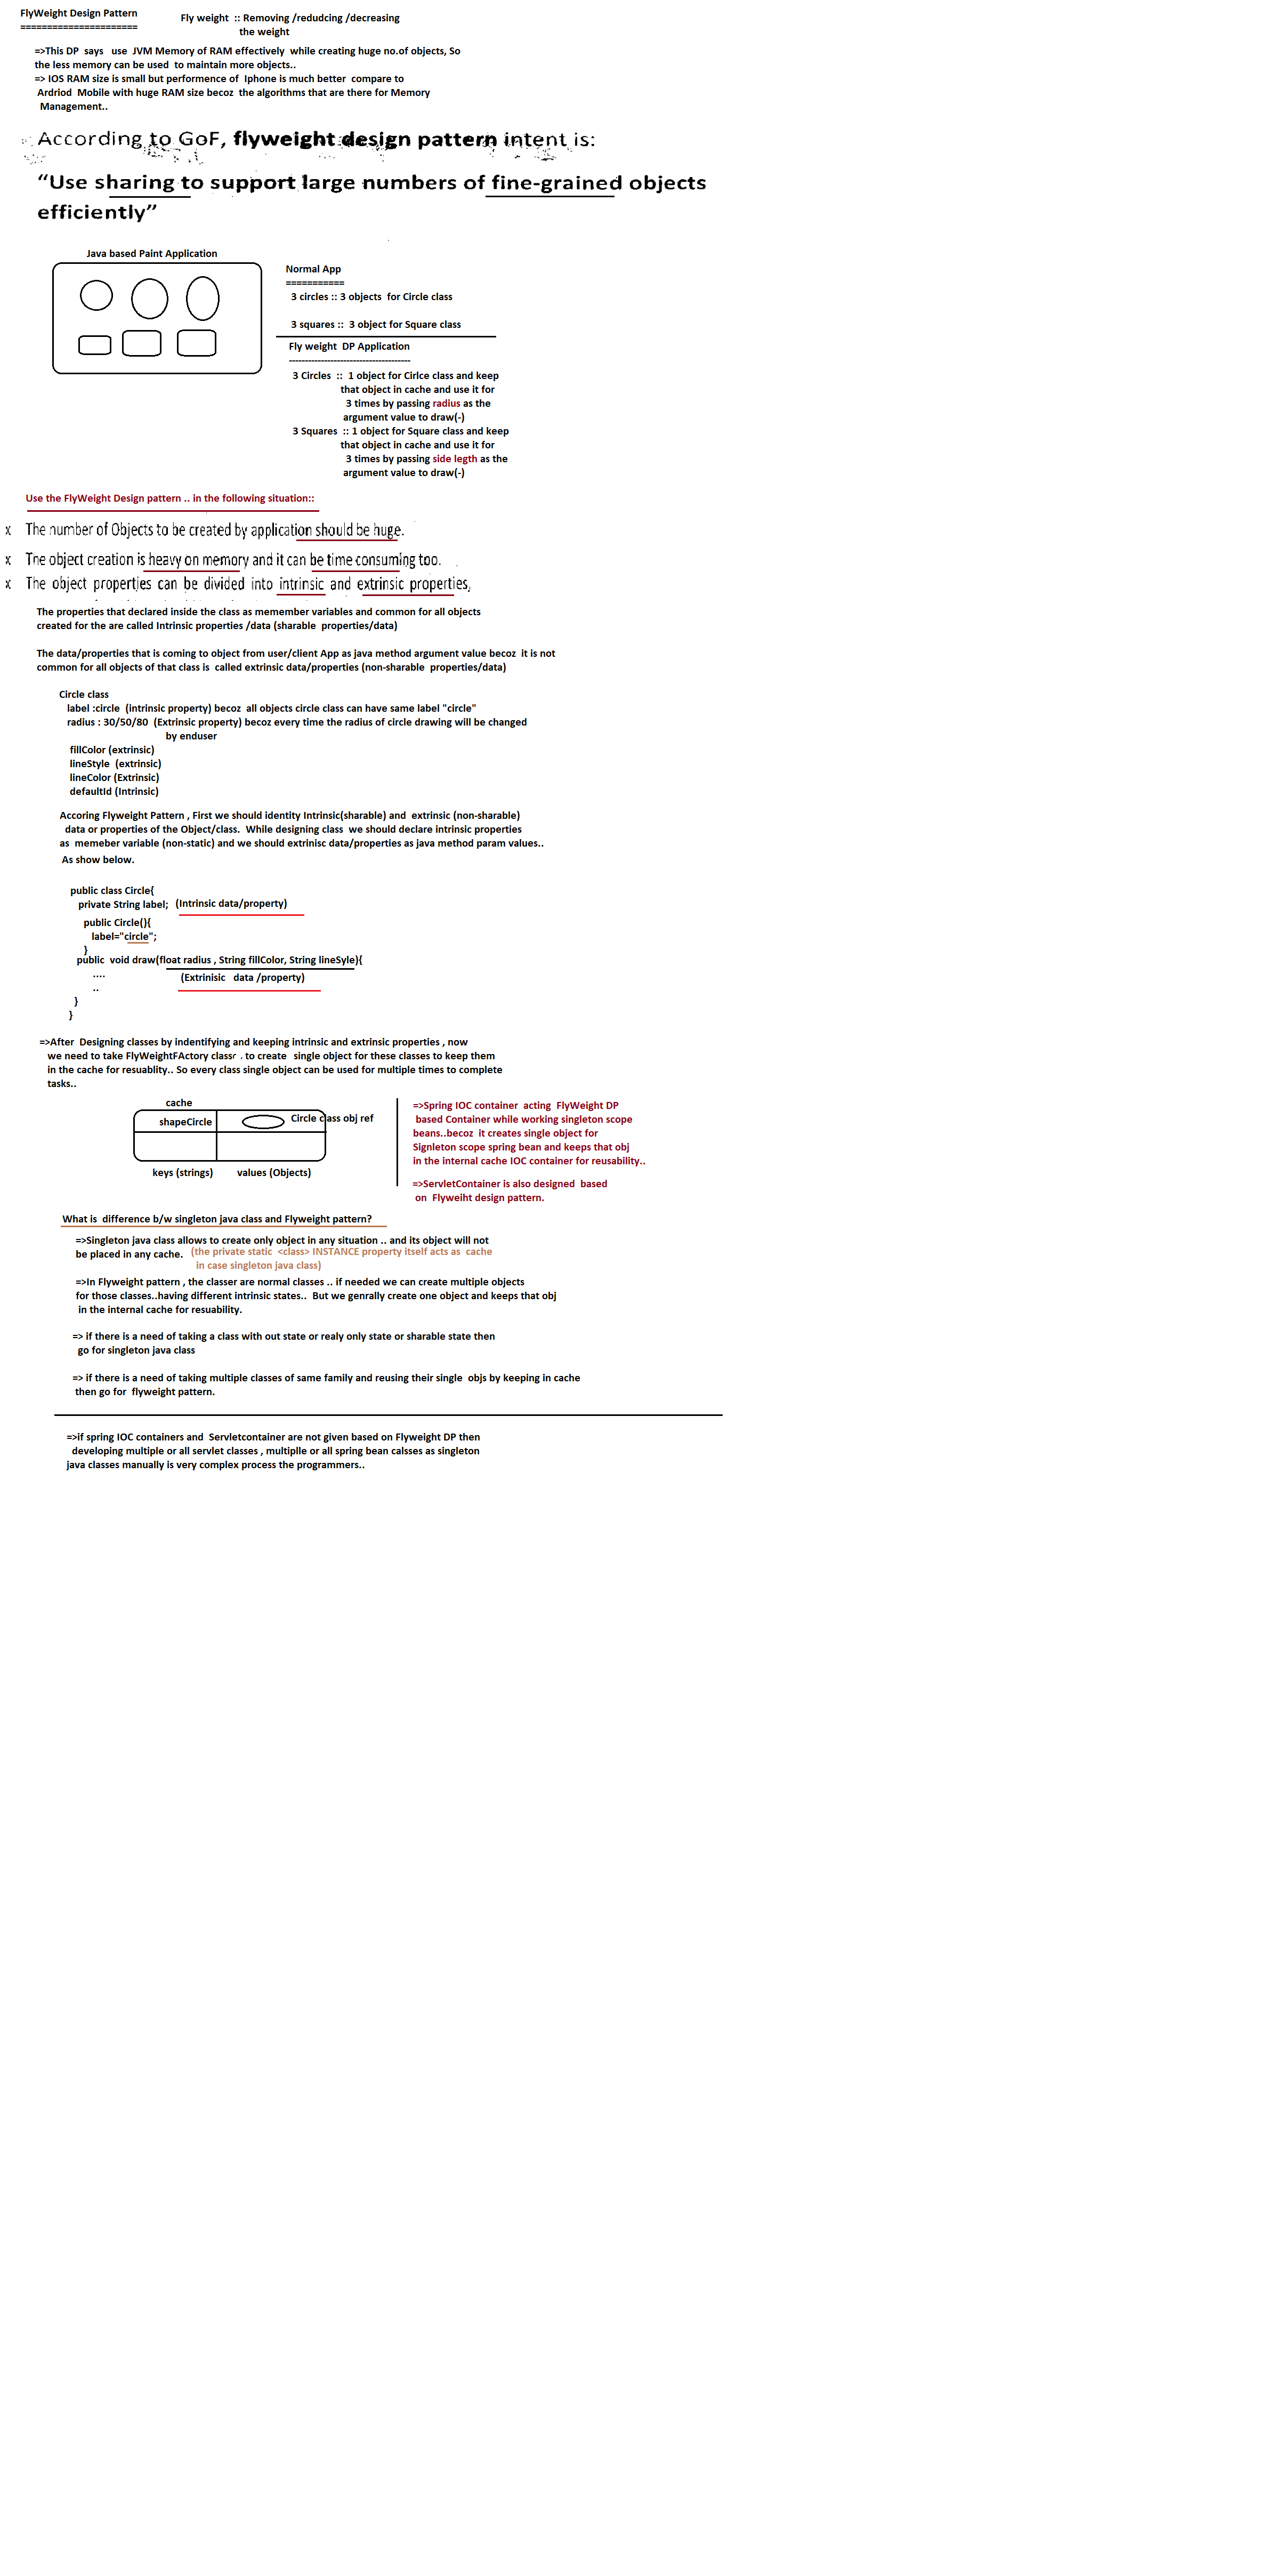 FlyWeight Design Pattern
======================
Fly weight :: Removing /redudcing /decreasing
the weight
=>This DP says use JVM Memory of RAM effectively while creating huge no.of objects, So
the less memory can be used to maintain more objects..
=> IOS RAM size is small but performence of Iphone is much better compare to
Ardriod Mobile with huge RAM size becoz the algorithms that are there for Memory
Management..
According to GoF, flyweight design pattern intent is:
“Use sharing to support large numbers of fine-grained objects
efficiently”
Java based Paint Application
Normal App
===========
3 circles :: 3 objects for Circle class
3 squares :: 3 object for Square class
Fly weight DP Application
--------------------------------------
3 Circles :: 1 object for Cirlce class and keep
that object in cache and use it for
3 times by passing radius as the
argument value to draw(-)
3 Squares :: 1 object for Square class and keep
that object in cache and use it for
3 times by passing side legth as the
argument value to draw(-)
Use the FlyWeight Design pattern .. in the following situation::
x The number of Objects to be created by application should be huge.
x The object creation is heavy on memory and it can be time consuming too.
x The object properties can be divided into intrinsic and extrinsic properties,
The properties that declared inside the class as memember variables and common for all objects
created for the are called Intrinsic properties /data (sharable properties/data)
The data/properties that is coming to object from user/client App as java method argument value becoz it is not
common for all objects of that class is called extrinsic data/properties (non-sharable properties/data)
Circle class
label :circle (intrinsic property) becoz all objects circle class can have same label "circle"
radius : 30/50/80 (Extrinsic property) becoz every time the radius of circle drawing will be changed
by enduser
fillColor (extrinsic)
lineStyle (extrinsic)
lineColor (Extrinsic)
defaultId (Intrinsic)
Accoring Flyweight Pattern , First we should identity Intrinsic(sharable) and extrinsic (non-sharable)
data or properties of the Object/class. While designing class we should declare intrinsic properties
as memeber variable (non-static) and we should extrinisc data/properties as java method param values..
As show below.
public class Circle{
private String label; (Intrinsic data/property)
public Circle(){
label="circle";
}
public void draw(float radius , String fillColor, String lineSyle){
.... (Extrinisic data /property)
..
}
}
=>After Designing classes by indentifying and keeping intrinsic and extrinsic properties , now
we need to take FlyWeightFActory classr . to create single object for these classes to keep them
in the cache for resuablity.. So every class single object can be used for multiple times to complete
tasks..
cache
shapeCircle Circle class obj ref
keys (strings) values (Objects)
=>Spring IOC container acting FlyWeight DP
based Container while working singleton scope
beans..becoz it creates single object for
Signleton scope spring bean and keeps that obj
in the internal cache IOC container for reusability..
=>ServletContainer is also designed based
on Flyweiht design pattern.
What is difference b/w singleton java class and Flyweight pattern?
=>Singleton java class allows to create only object in any situation .. and its object will not
be placed in any cache. (the private static <class> INSTANCE property itself acts as cache
in case singleton java class)
=>In Flyweight pattern , the classer are normal classes .. if needed we can create multiple objects
for those classes..having different intrinsic states.. But we genrally create one object and keeps that obj
in the internal cache for resuability.
=> if there is a need of taking a class with out state or realy only state or sharable state then
go for singleton java class
=> if there is a need of taking multiple classes of same family and reusing their single objs by keeping in cache
then go for flyweight pattern.
=>if spring IOC containers and Servletcontainer are not given based on Flyweight DP then
developing multiple or all servlet classes , multiplle or all spring bean calsses as singleton
java classes manually is very complex process the programmers..